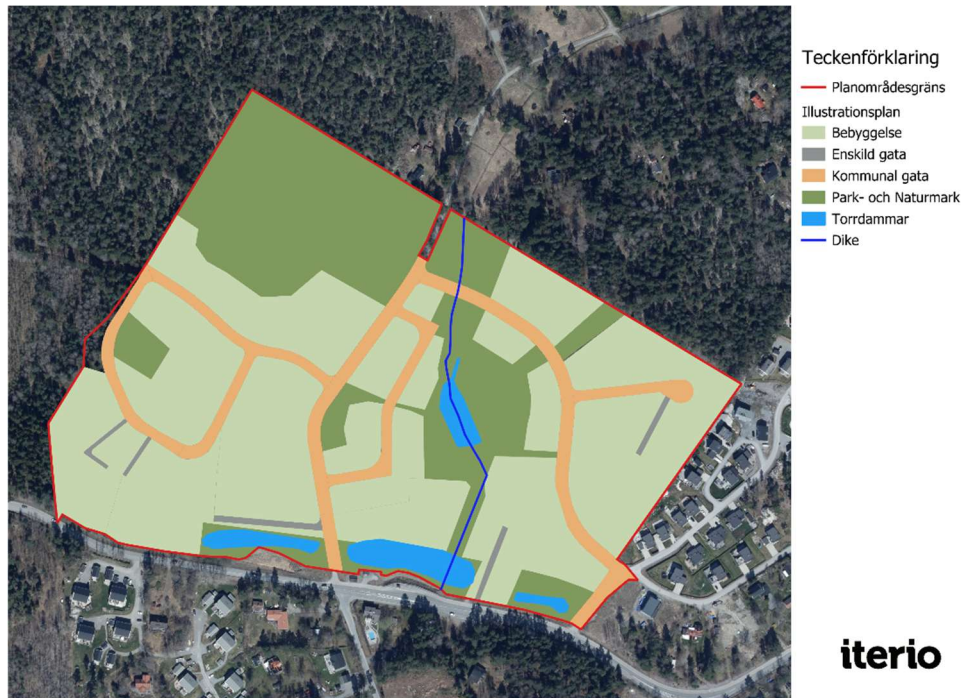 Teckenförklaring
Planområdesgräns
Illustrationsplan
Bebyggelse
Enskild gata
Kommunal gata
Park- och Naturmark
Torrdammar
Dike
iterio